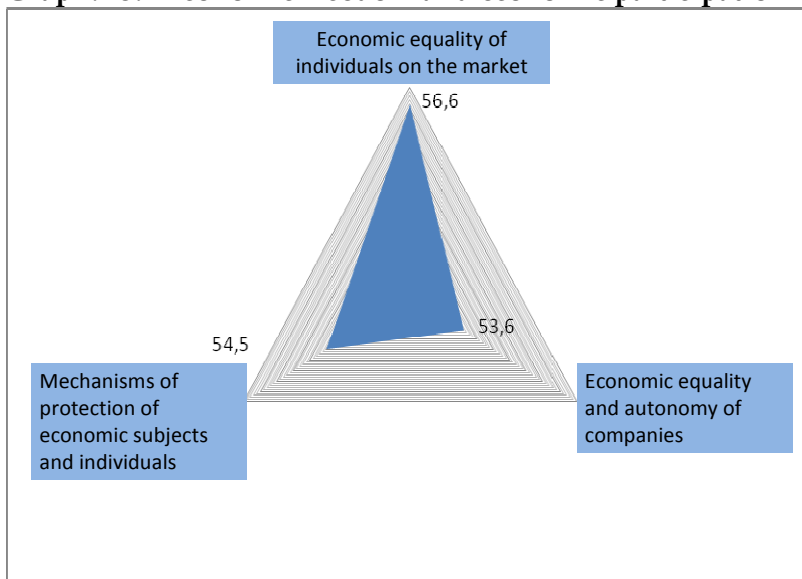 Economic equality of
individuals on the market
56,6
53,6
54,5
Mechanisms of
protection of
economic subjects
and individuals
Economic equality
and autonomy of
companies